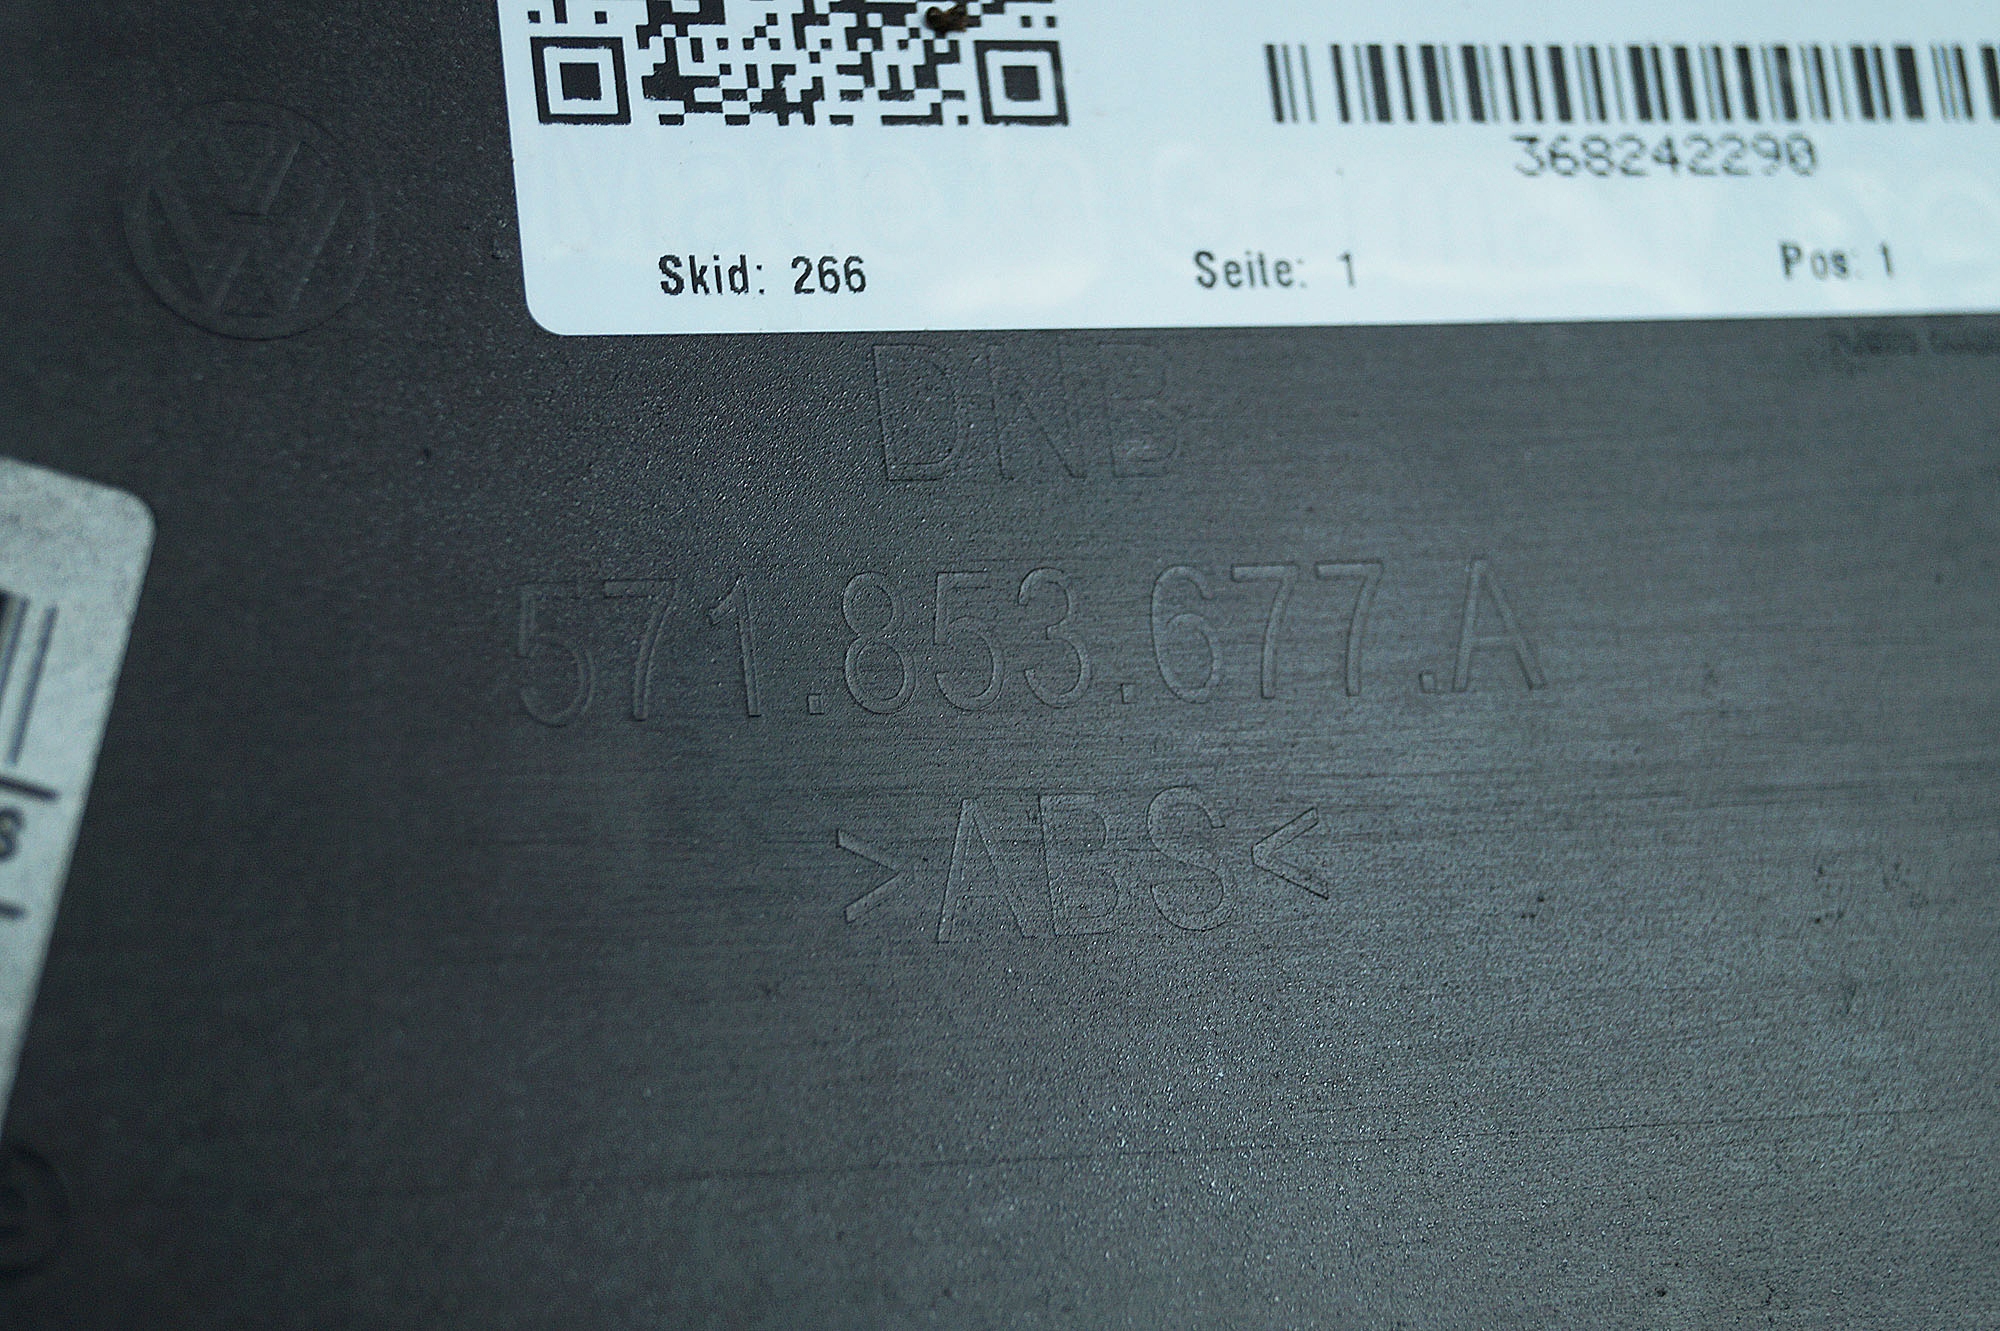 368242290
Skid: 266 Seite: 1 Pos: 1
DNB
571.853.677.A
>ABS<
S